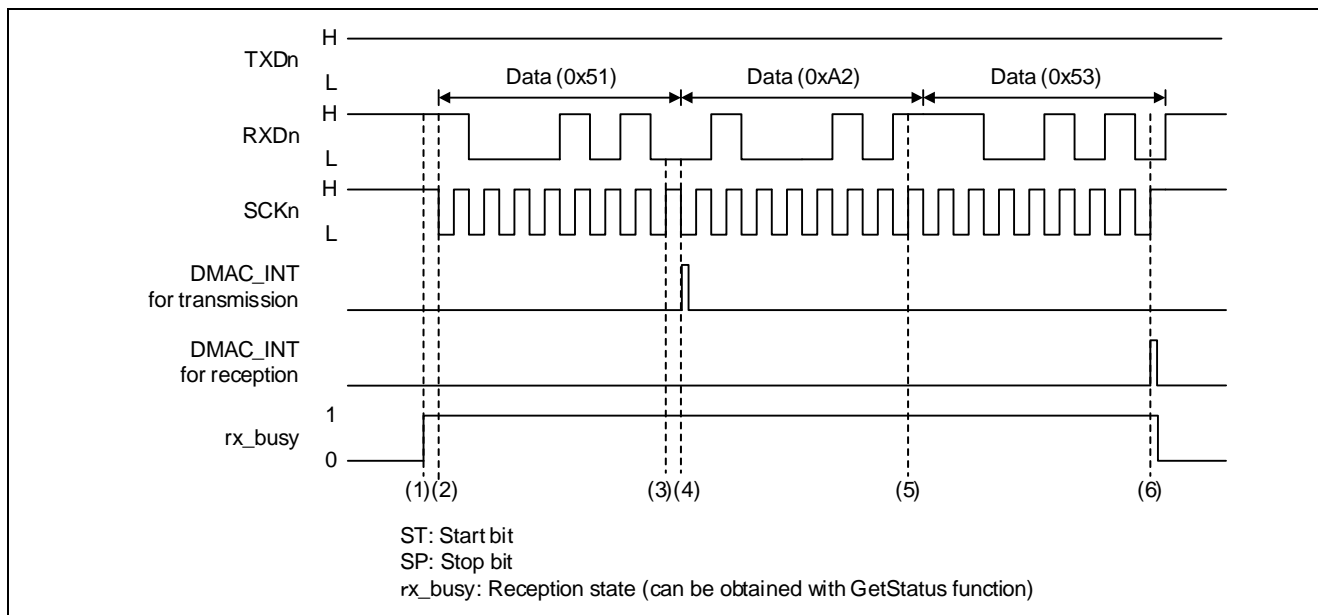 H
TXDn
L
Data (0x51)
Data (0xA2)
Data (0x53)
H
RXDn
L
H
SCKn
L
DMAC_INT
for transmission
DMAC_INT
for reception
1
rx_busy
0
(1)(2)
(3)(4)
(5)
(6)
ST: Start bit
SP: Stop bit
rx_busy: Reception state (can be obtained with GetStatus function)